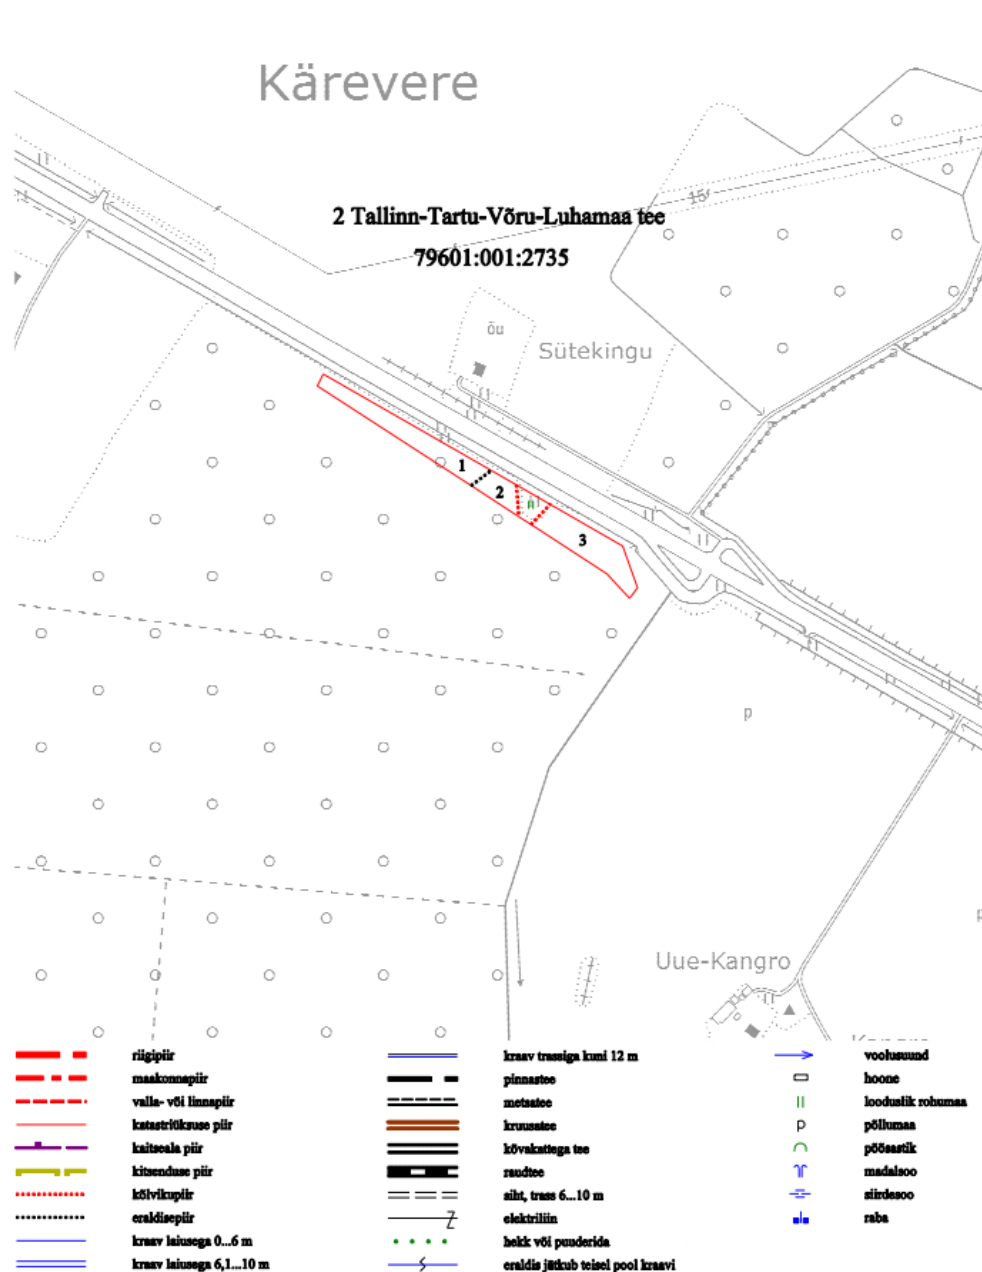 Kärevere
15
2 Tallinn-Tartu-Võru-Luhamaa tee
79601:001:2735
õu
Sütekingu
1
2
3
p
p
Uue-Kangro
riigipiir
maakonnapiir
valla- või linnapiir
katastriüksuse piir
kaitseala piir
kitsenduse piir
kõlvikupiir
eraldisepiir
kraav laiusega 0...6 m
kraav laiusega 6,1...10 m
kraav trassiga kuni 12 m
pinnastee
metsatee
kruusatee
kõvakattega tee
raudtee
siht, trass 6...10 m
elektriliin
hekk või puuderida
eraldis jätkub teisel pool kraavi
voolusuund
hoone
looduslik rohumaa
p põllumaa
põõsastik
madalsoo
siirdesoo
raba